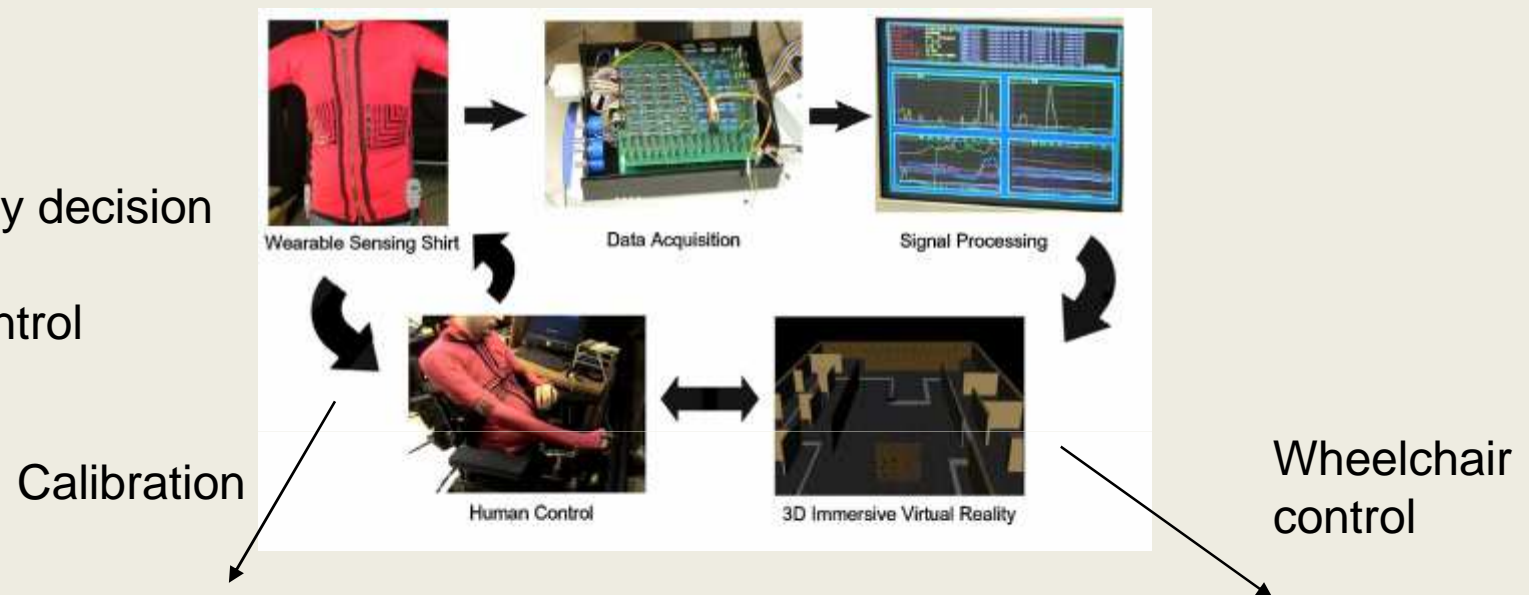 Wearable Sensing Shirt
Data Acquisition
Signal Processing
y decision
ntrol
Human Control
3D Immersive Virtual Reality
Calibration
Wheelchair
control